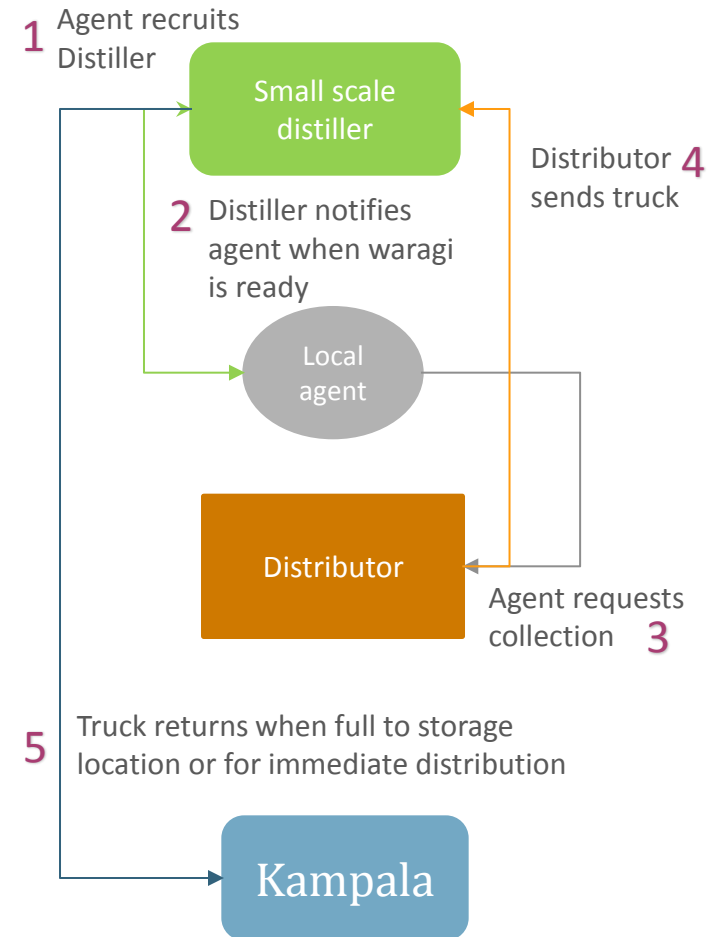 1 Agent recruits
Distiller
Small scale
distiller
Distributor 4
sends truck
2 Distiller notifies
agent when waragi
is ready
Local
agent
Distributor
Agent requests
collection 3
5 Truck returns when full to storage
location or for immediate distribution
Kampala